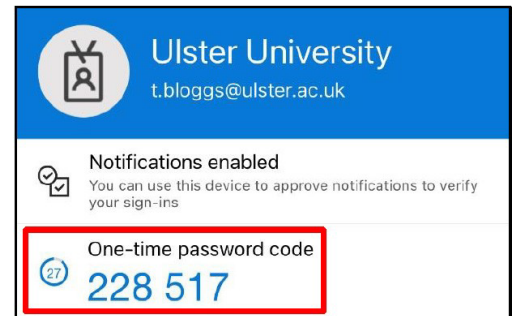 Ulster University
t.bloggs@ulster.ac.uk
Notifications enabled
You can use this device to approve notifications to verify
your sign-ins
One-time password code
27
228 517